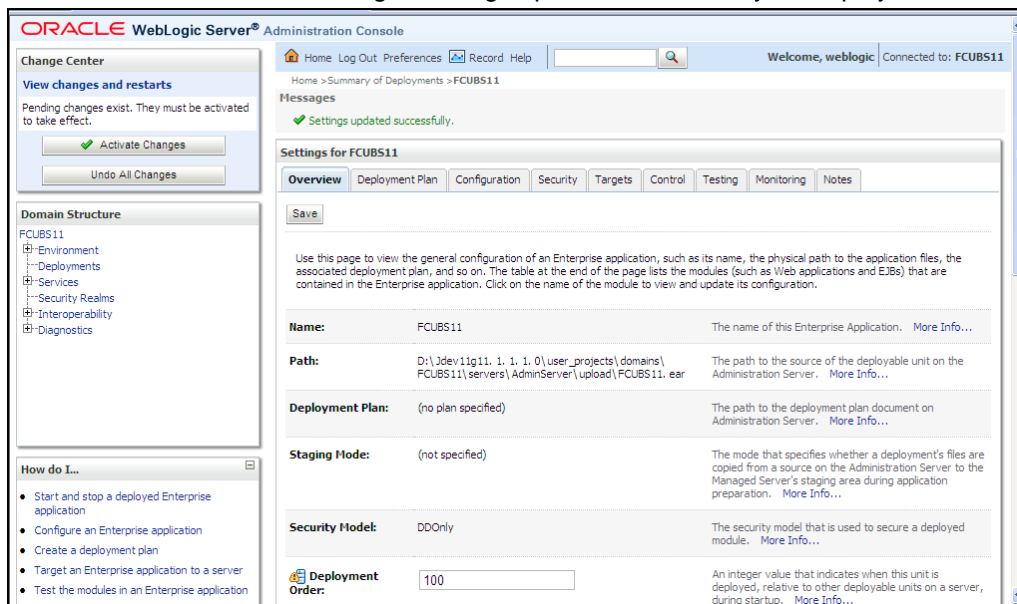 ORACLE WebLogic Server® Administration Console
Change Center
View changes and restarts
Pending changes exist. They must be activated
to take effect.
Activate Changes
Undo All Changes
Domain Structure
FCUBS11
Environment
Deployments
Services
Security Realms
Interoperability
Diagnostics
How do I...
Start and stop a deployed Enterprise
application
Configure an Enterprise application
Create a deployment plan
Target an Enterprise application to a server
Test the modules in an Enterprise application
Home Log Out Preferences Record Help
Welcome, weblogic Connected to: FCUBS11
Home >Summary of Deployments >FCUBS11
Messages
Settings updated successfully.
Settings for FCUBS11
Overview Deployment Plan Configuration Security Targets Control Testing Monitoring Notes
Save
Use this page to view the general configuration of an Enterprise application, such as its name, the physical path to the application files, the
associated deployment plan, and so on. The table at the end of the page lists the modules (such as Web applications and EJBs) that are
contained in the Enterprise application. Click on the name of the module to view and update its configuration.
Name: FCUBS11 The name of this Enterprise Application. More Info...
Path: D:\Jdev11g11. 1. 1. 1. 0\user_projects\domains\ The path to the source of the deployable unit on the
FCUBS11\servers\AdminServer\upload\FCUBS11. ear Administration Server. More Info...
Deployment Plan: (no plan specified) The path to the deployment plan document on
Administration Server. More Info...
Staging Mode: (not specified) The mode that specifies whether a deployment's files are
copied from a source on the Administration Server to the
Managed Server's staging area during application
preparation. More Info...
Security Model: DDOnly The security model that is used to secure a deployed
module. More Info...
Deployment Order: 100 An integer value that indicates when this unit is
deployed, relative to other deployable units on a server,
during startup. More Info...